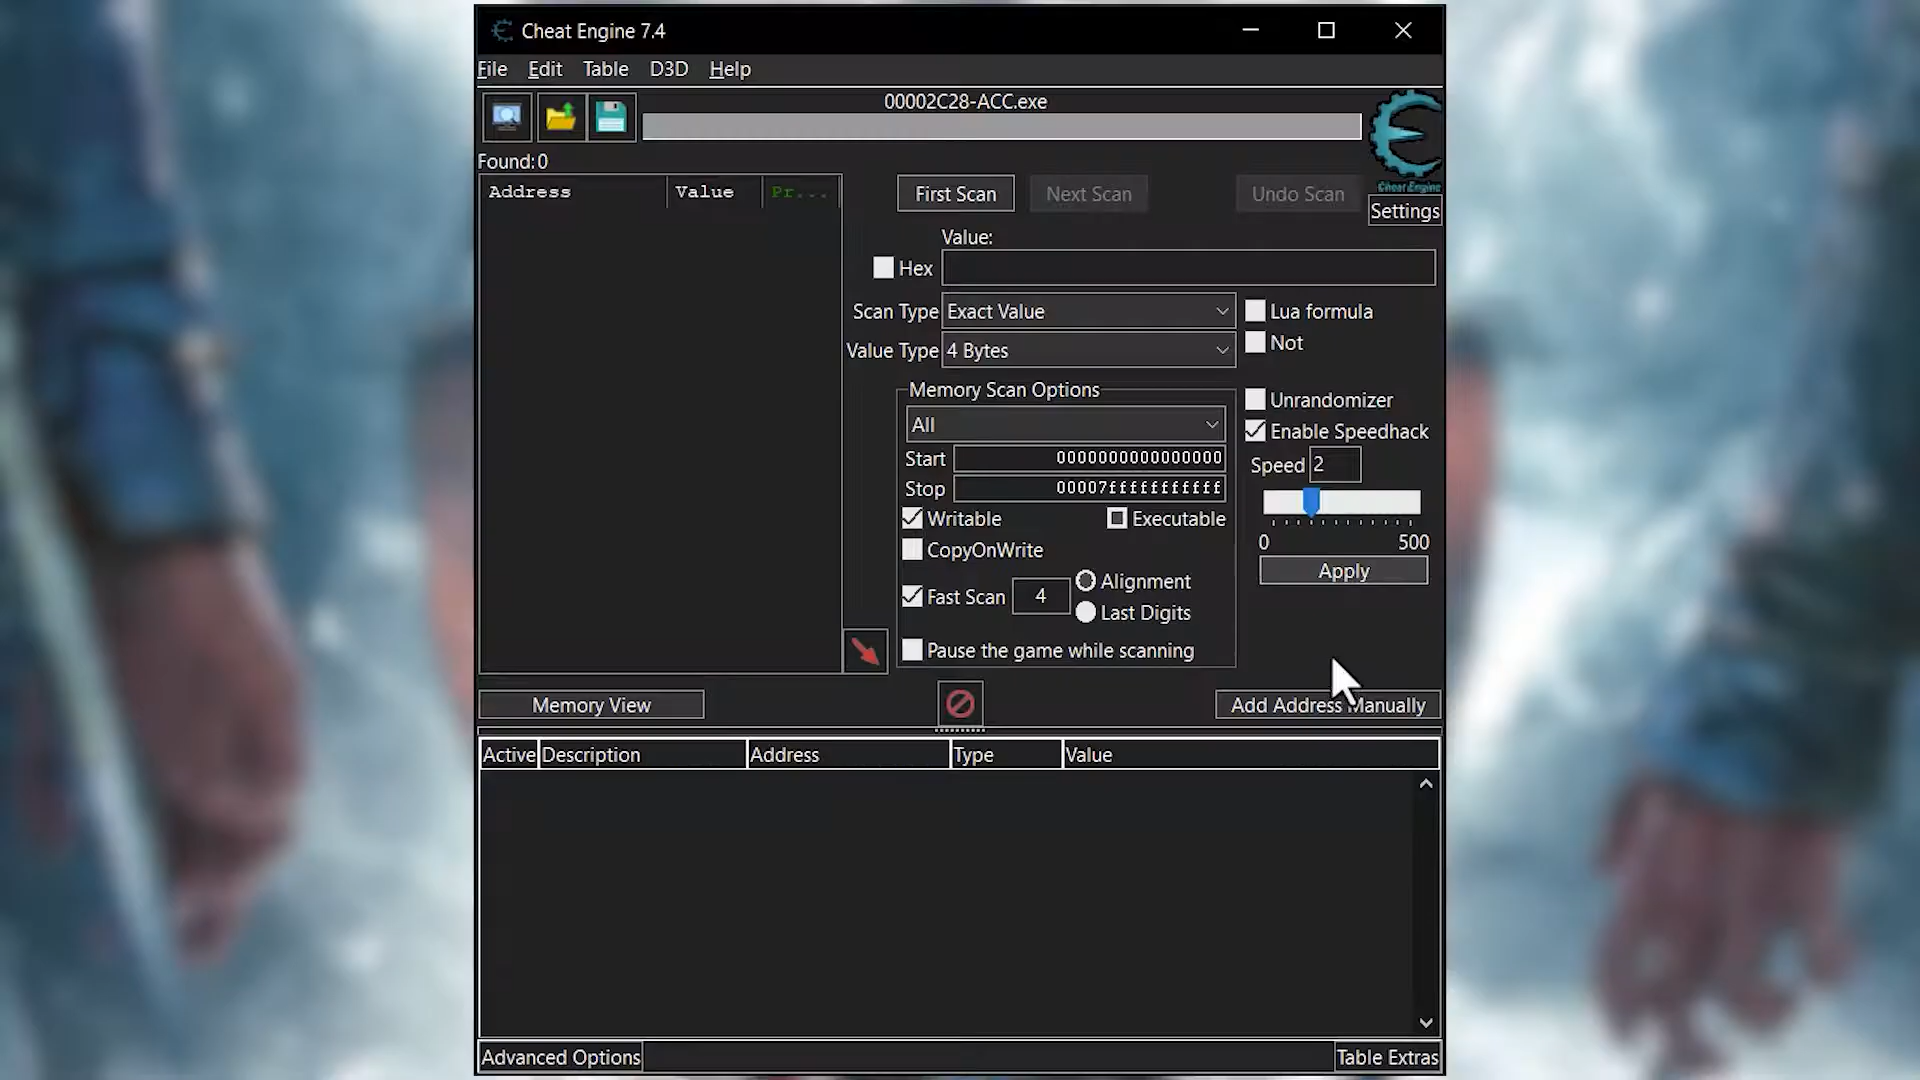 Cheat Engine 7.4
File Edit Table D3D Help
00002C28-ACC.exe
Found:0
Cheat Engine
Settings
Address Value Pr...
First Scan Next Scan Undo Scan
Value:
Hex
Scan Type Exact Value
Lua formula
Not
Value Type 4 Bytes
Memory Scan Options
All
Start 0000000000000000
Stop 00007fffffffffff
Writable Executable
CopyOnWrite
Fast Scan 4 Alignment
Last Digits
Pause the game while scanning
Unrandomizer
Enable Speedhack
Speed 2
0 500
Apply
Memory View
Add Address Manually
Active Description Address Type Value
Advanced Options
Table Extras